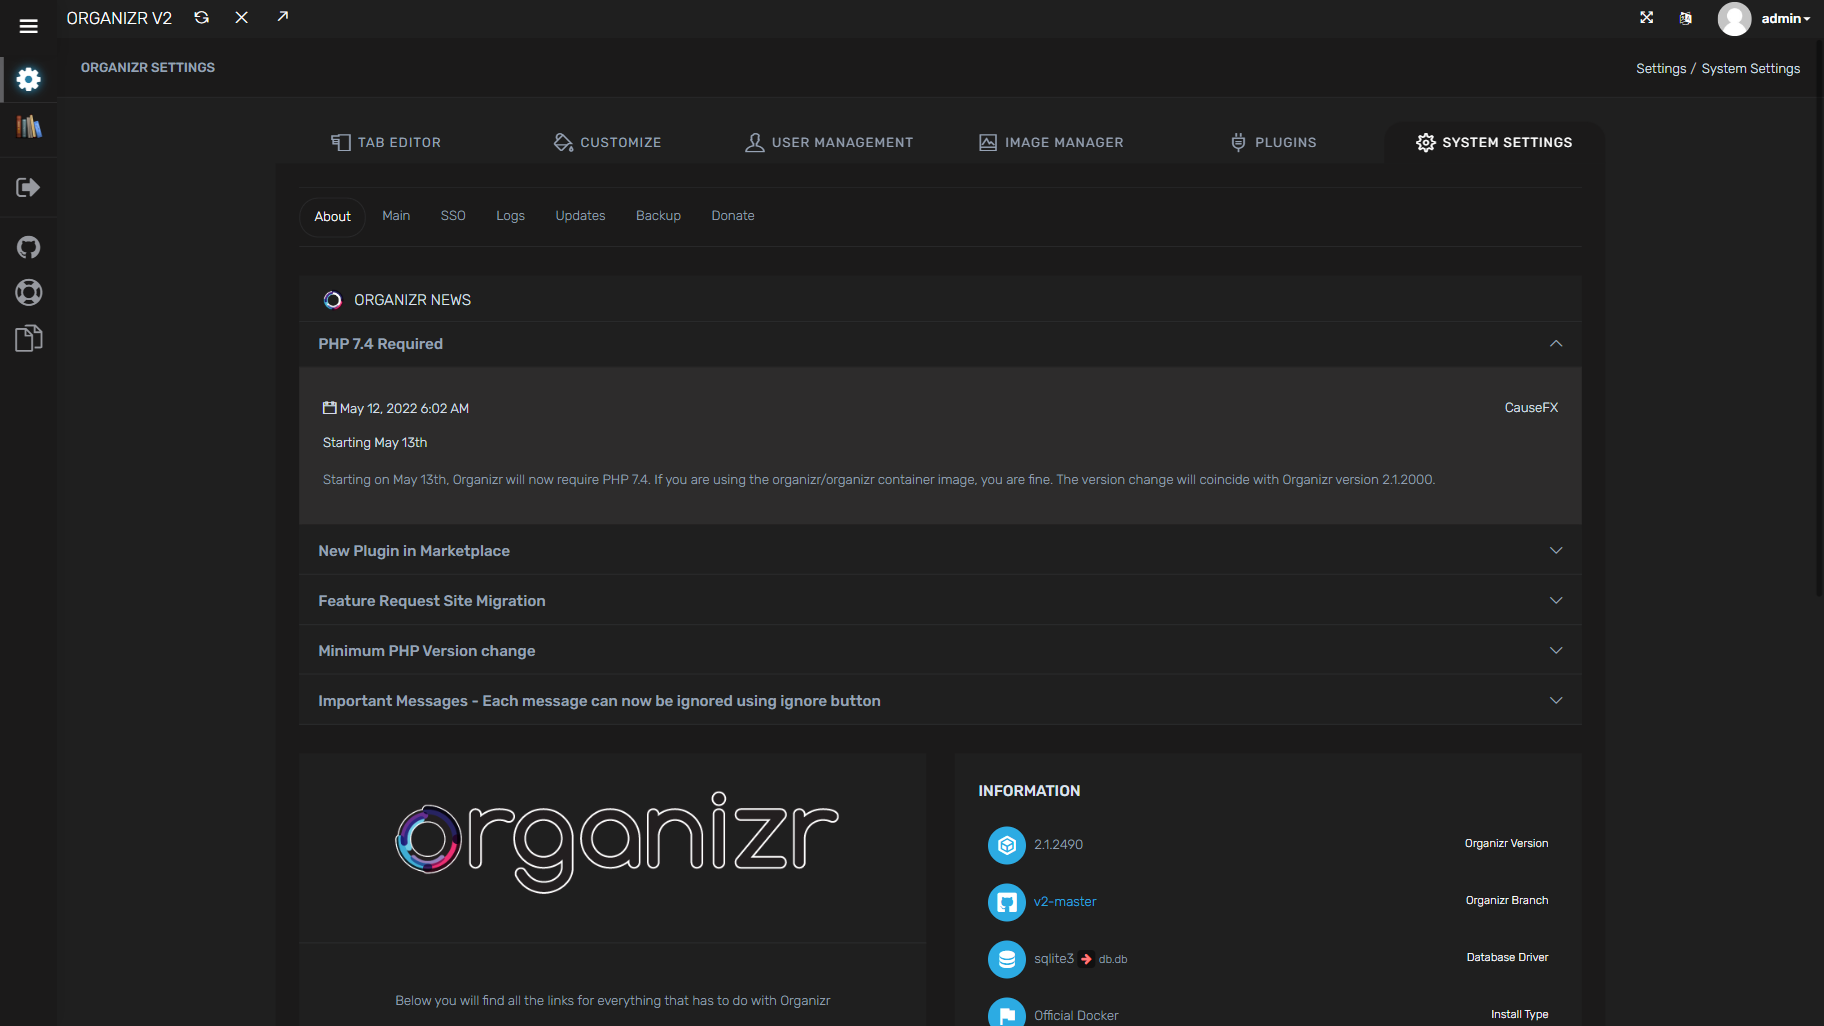 ORGANIZR V2
admin
ORGANIZR SETTINGS
Settings / System Settings
TAB EDITOR
CUSTOMIZE
USER MANAGEMENT
IMAGE MANAGER
PLUGINS
SYSTEM SETTINGS
About
Main
SSO
Logs
Updates
Backup
Donate
ORGANIZR NEWS
PHP 7.4 Required
May 12, 2022 6:02 AM
CauseFX
Starting May 13th
Starting on May 13th, Organizr will now require PHP 7.4. If you are using the organizr/organizr container image, you are fine. The version change will coincide with Organizr version 2.1.2000.
New Plugin in Marketplace
Feature Request Site Migration
Minimum PHP Version change
Important Messages - Each message can now be ignored using ignore button
organizr
Below you will find all the links for everything that has to do with Organizr
INFORMATION
2.1.2490
Organizr Version
v2-master
Organizr Branch
sqlite3 db.db
Database Driver
Official Docker
Install Type